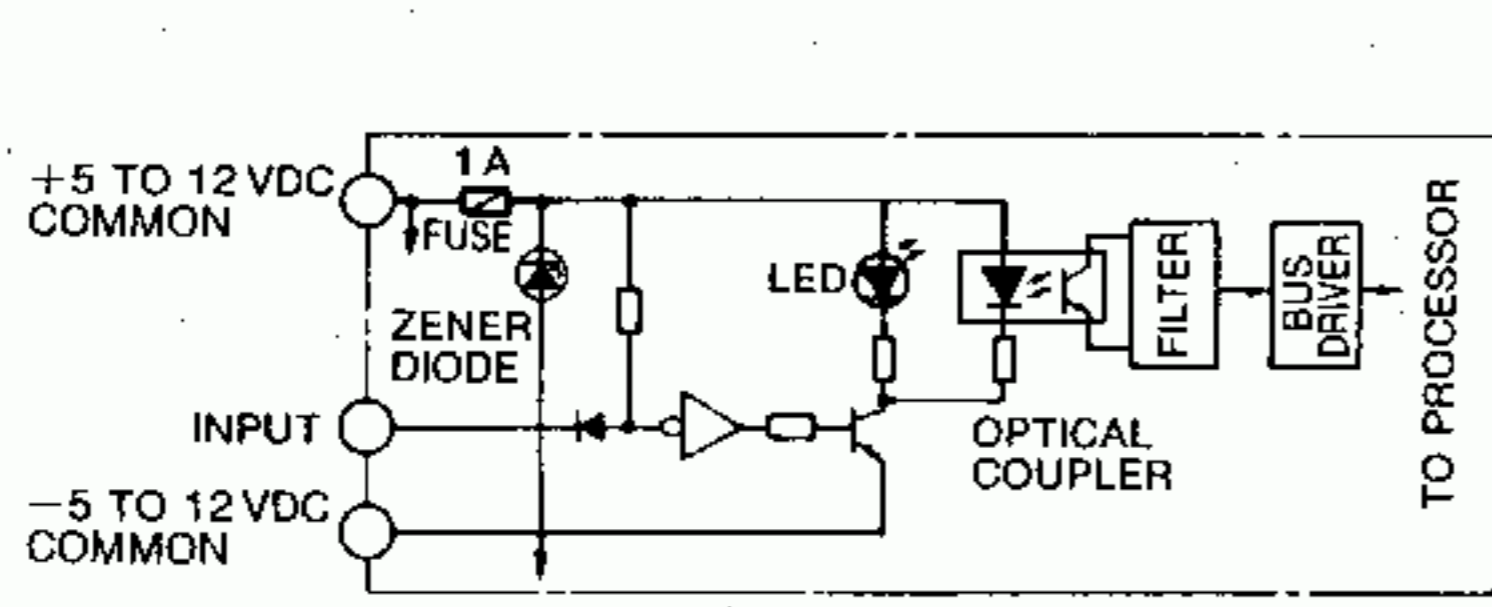 +5 TO 12 VDC
COMMON
1 A
FUSE
ZENER
DIODE
LED
INPUT
−5 TO 12 VDC
COMMON
OPTICAL
COUPLER
FILTER
BUS
DRIVER
TO PROCESSOR